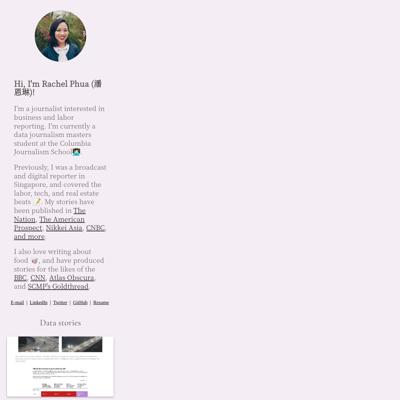 Hi, I'm Rachel Phua (潘
恩琳)!
I'm a journalist interested in
business and labor
reporting. I'm currently a
data journalism masters
student at the Columbia
Journalism School👩🏻‍💻.
Previously, I was a broadcast
and digital reporter in
Singapore, and covered the
labor, tech, and real estate
beats 📝. My stories have
been published in The
Nation, The American
Prospect, Nikkei Asia, CNBC,
and more.
I also love writing about
food 🥡, and have produced
stories for the likes of the
BBC, CNN, Atlas Obscura,
and SCMP's Goldthread.
E-mail | LinkedIn | Twitter | GitHub | Resume
Data stories